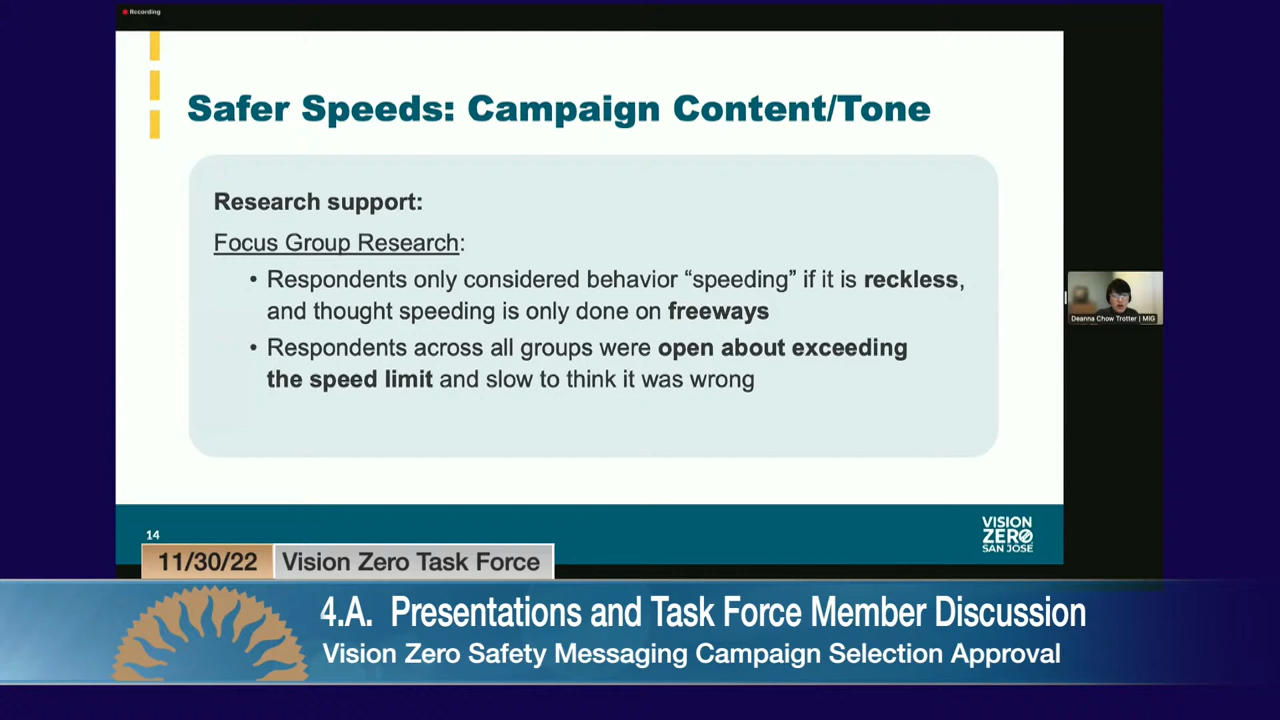 Recording
Safer Speeds: Campaign Content/Tone
Research support:
Focus Group Research:
• Respondents only considered behavior “speeding” if it is reckless,
and thought speeding is only done on freeways
• Respondents across all groups were open about exceeding
the speed limit and slow to think it was wrong
Deanna Chow Trotter | MIG
14
VISION
ZERO
SAN JOSE
11/30/22
Vision Zero Task Force
4.A. Presentations and Task Force Member Discussion
Vision Zero Safety Messaging Campaign Selection Approval